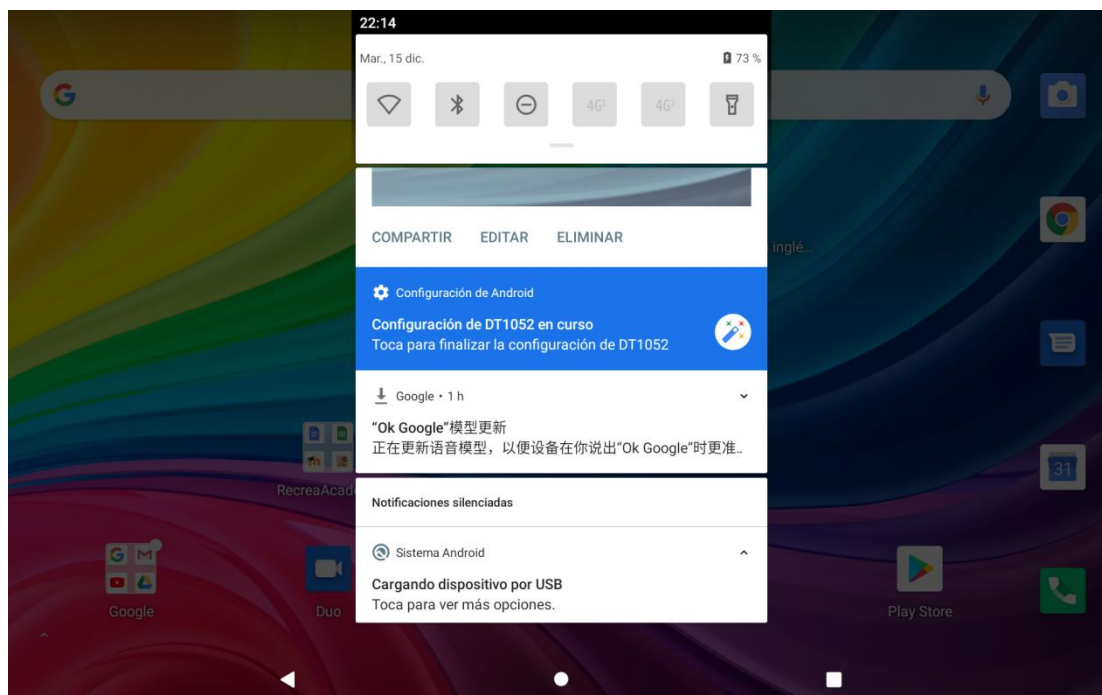 22:14
Mar., 15 dic.
73 %
4G¹
4G²
COMPARTIR EDITAR ELIMINAR
inglé...
Configuración de Android
Configuración de DT1052 en curso
Toca para finalizar la configuración de DT1052
Google • 1 h
“Ok Google”模型更新
正在更新语音模型，以便设备在你说出“Ok Google”时更准..
Notificaciones silenciadas
RecreaAcad
31
Sistema Android
Cargando dispositivo por USB
Toca para ver más opciones.
Google
Duo
Play Store